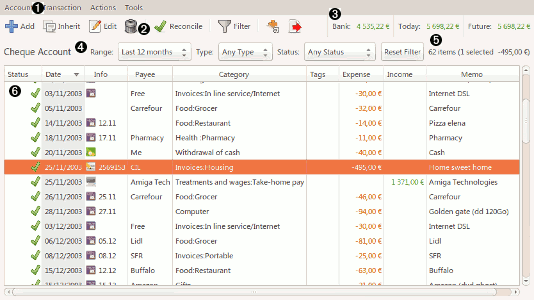 Account 1 Transaction Actions Tools
Add Inherit Edit 2 Reconcile Filter
3
Bank: 4 535,22 € Today: 5 698,22 € Future: 5 698,22 €
Cheque Account 4 Range: Last 12 months Type: Any Type Status: Any Status Reset Filter 5 62 items (1 selected -495,00 €)
Status Date Info Payee Category Tags Expense Income Memo
6 03/11/2003 Free Invoices:In line service/Internet -30,00 € Internet DSL
05/11/2003 Carrefour Food:Grocer -32,00 € Carrefour
14/11/2003 12.11 Food:Restaurant -14,00 € Pizza elena
18/11/2003 17.11 Pharmacy Health :Pharmacy -11,00 € Pharmacy
20/11/2003 Me Withdrawal of cash -40,00 € Cash
25/11/2003 2569153 CIL Invoices:Housing -495,00 € Home sweet home
25/11/2003 Amiga Tech Treatments and wages:Take-home pay 1 371,00 € Amiga Technologies
26/11/2003 25.11 Carrefour Food:Grocer -46,00 € Carrefour
28/11/2003 27.11 Computer -94,00 € Golden gate (dd 120Go)
03/12/2003 Free Invoices:In line service/Internet -30,00 € Internet DSL
06/12/2003 05.12 Lidl Food:Grocer -81,00 € Lidl
08/12/2003 08.12 SFR Invoices:Portable -25,00 € SFR
15/12/2003 12.12 Buffalo Food:Restaurant -63,00 € Buffalo